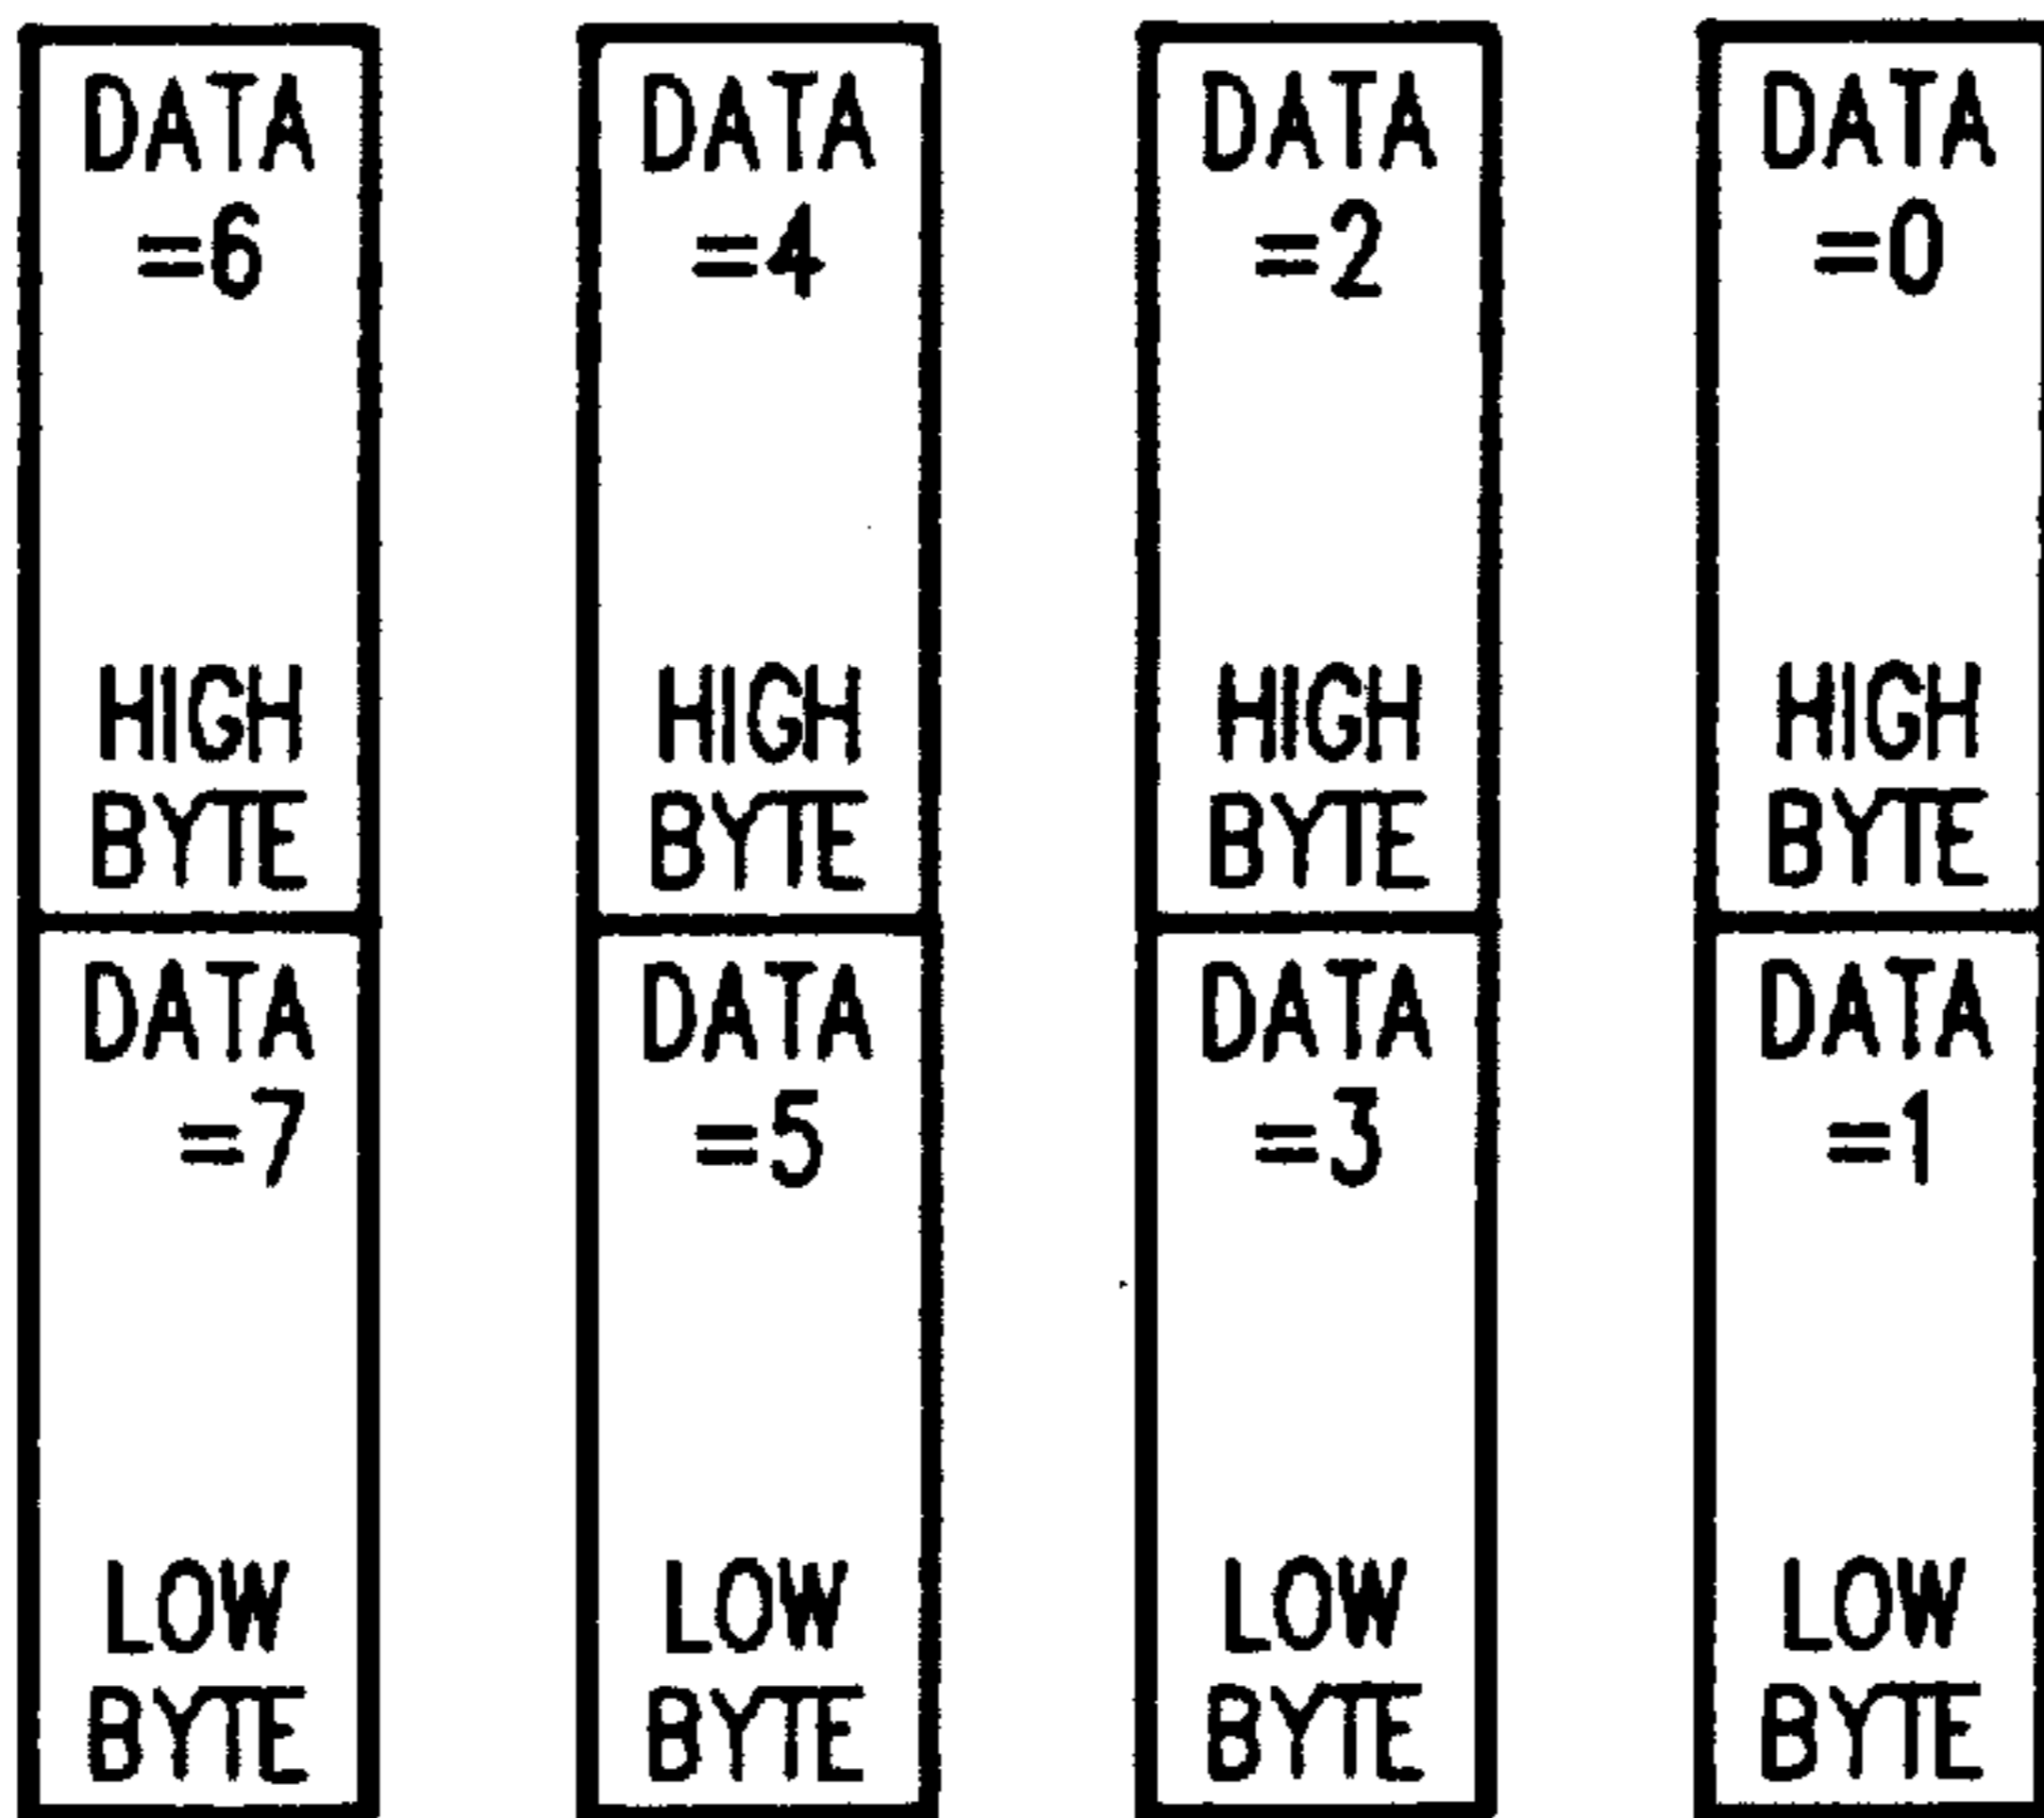 DATA
=6
HIGH
BYTE
DATA
=7
LOW
BYTE
DATA
=4
HIGH
BYTE
DATA
=5
LOW
BYTE
DATA
=2
HIGH
BYTE
DATA
=3
LOW
BYTE
DATA
=0
HIGH
BYTE
DATA
=1
LOW
BYTE